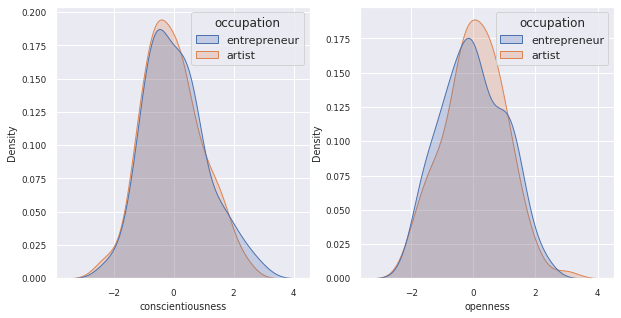 0.200
0.175
0.150
0.125
0.100
0.075
0.050
0.025
0.000
Density
−2
0
2
4
conscientiousness
occupation
entrepreneur
artist
0.175
0.150
0.125
0.100
0.075
0.050
0.025
0.000
Density
−2
0
2
4
openness
occupation
entrepreneur
artist